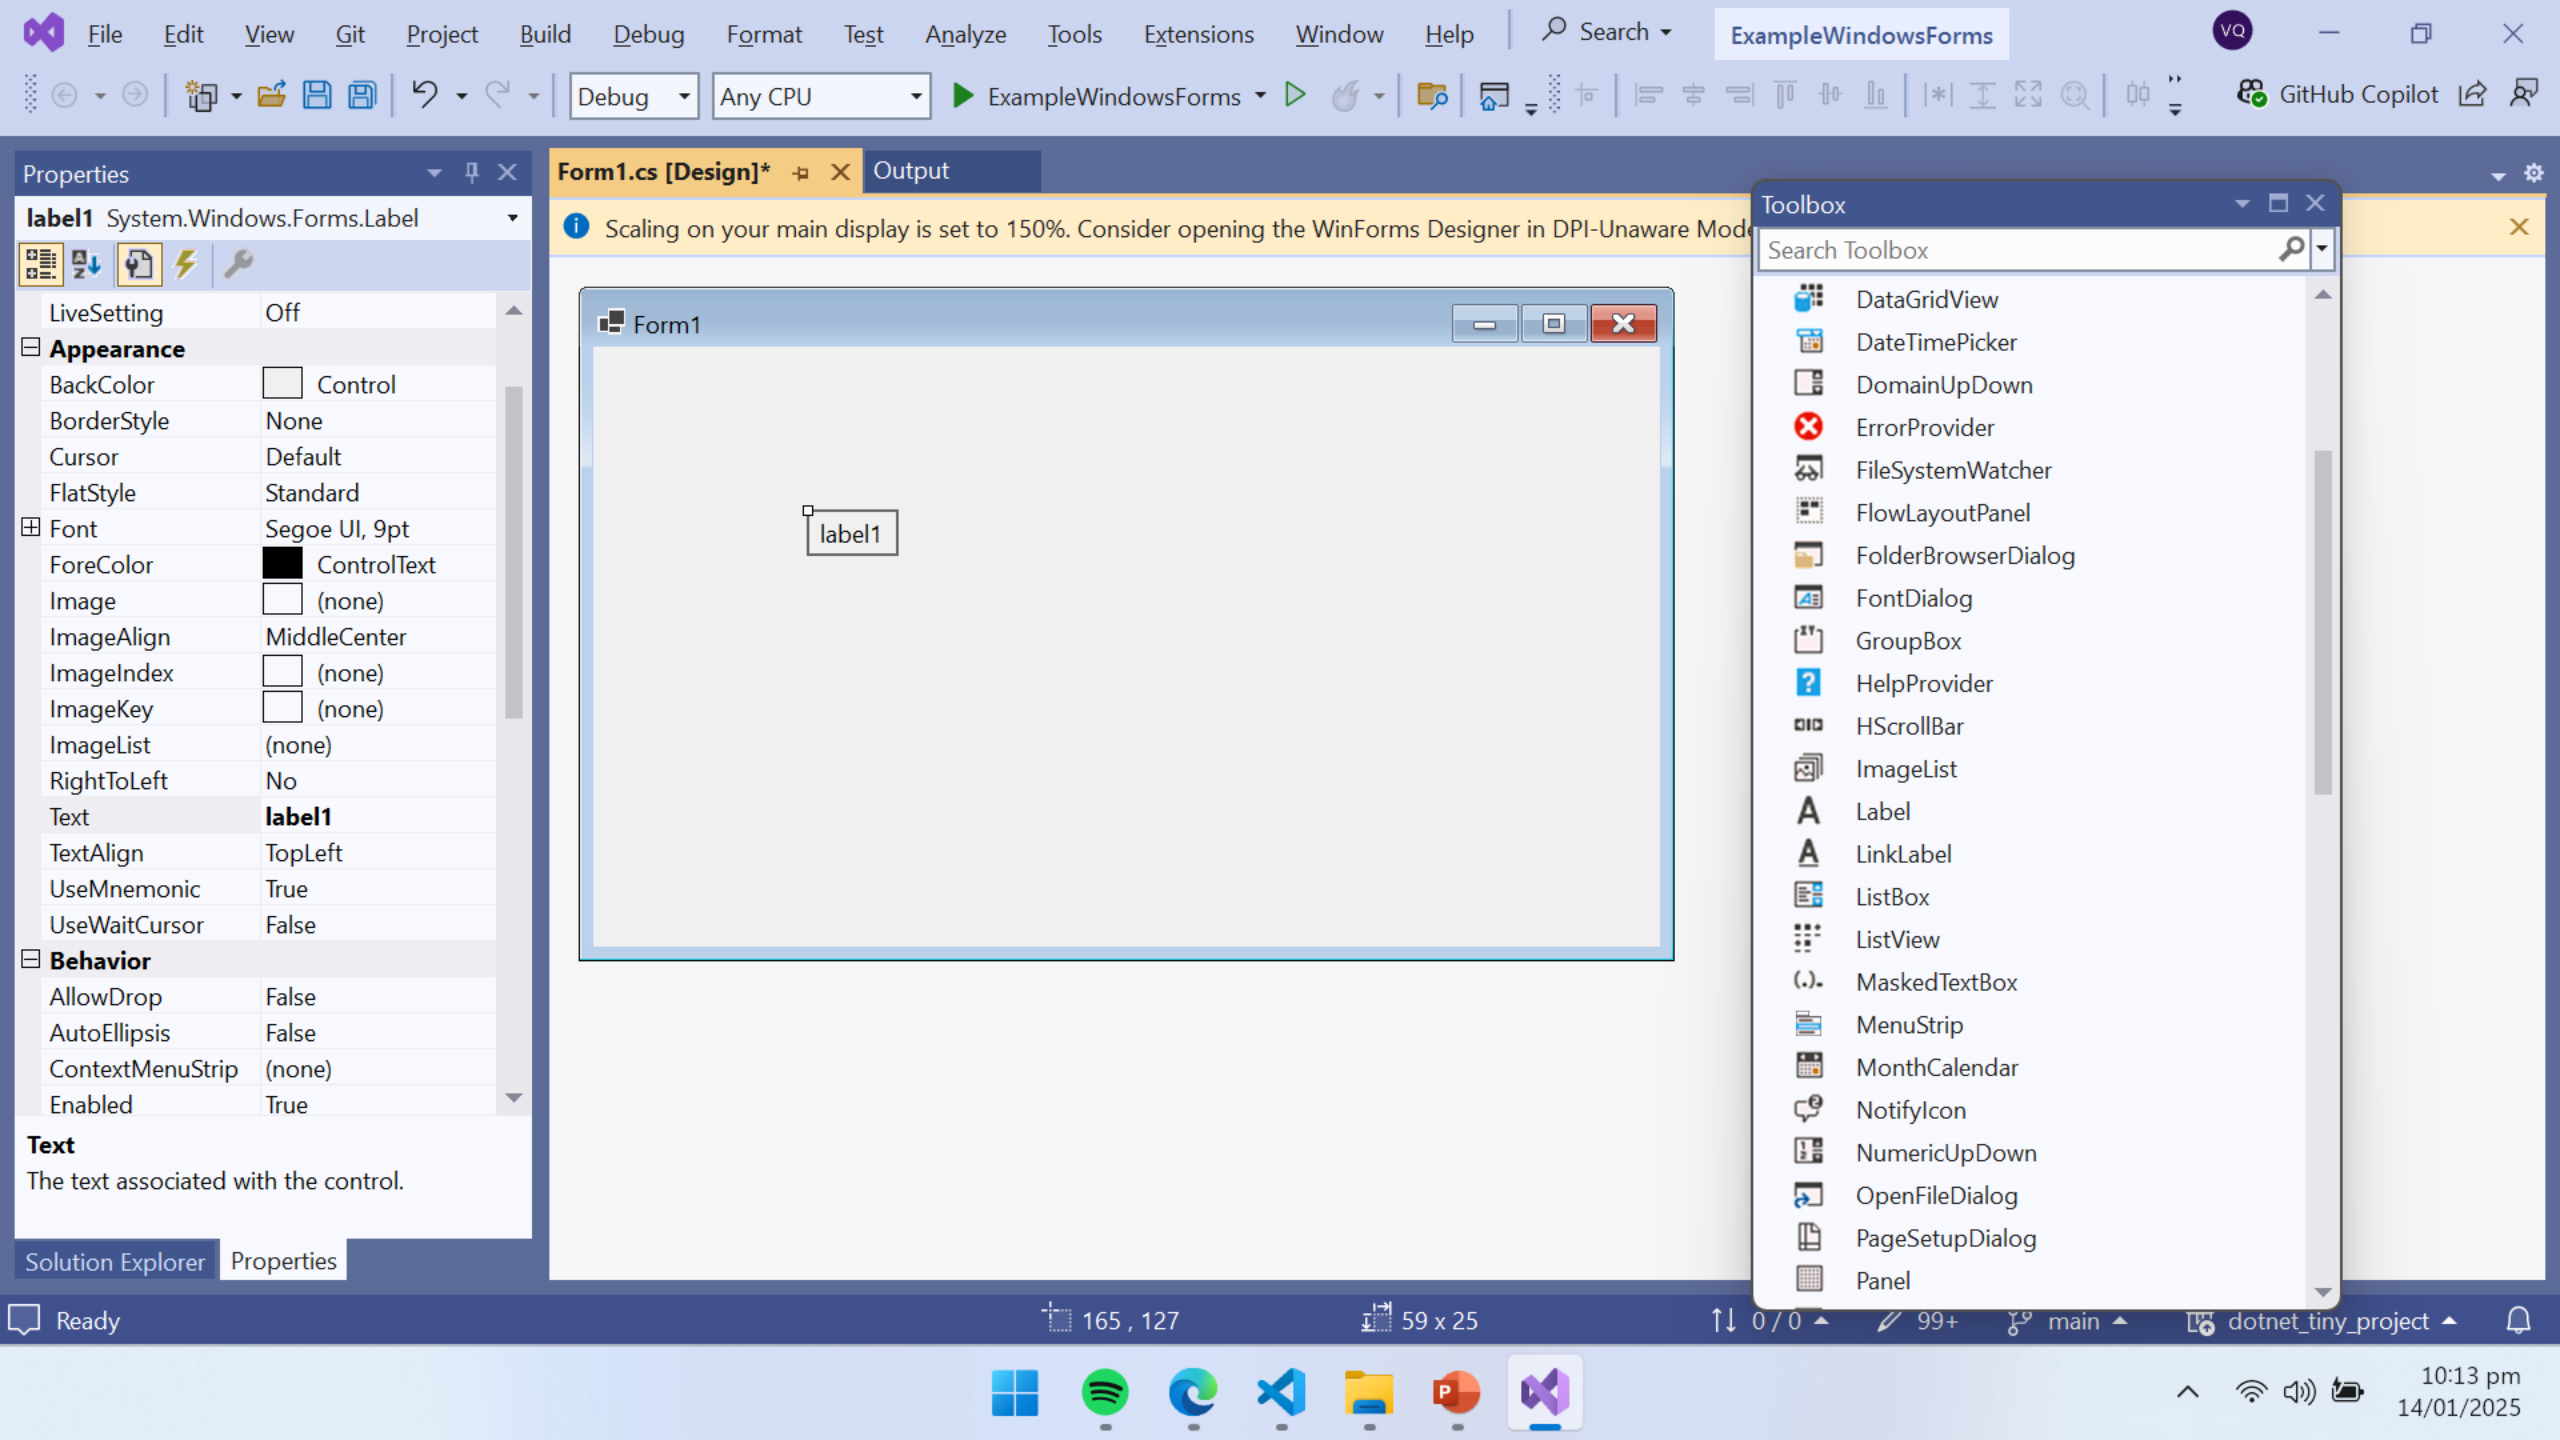 File Edit View Git Project Build Debug Format Test Analyze Tools Extensions Window Help Search ExampleWindowsForms VQ
Debug Any CPU ExampleWindowsForms GitHub Copilot
Properties
label1 System.Windows.Forms.Label
LiveSetting Off
Appearance
BackColor Control
BorderStyle None
Cursor Default
FlatStyle Standard
Font Segoe UI, 9pt
ForeColor ControlText
Image (none)
ImageAlign MiddleCenter
ImageIndex (none)
ImageKey (none)
ImageList (none)
RightToLeft No
Text label1
TextAlign TopLeft
UseMnemonic True
UseWaitCursor False
Behavior
AllowDrop False
AutoEllipsis False
ContextMenuStrip (none)
Enabled True
Text
The text associated with the control.
Solution Explorer Properties
Form1.cs [Design]* Output
Scaling on your main display is set to 150%. Consider opening the WinForms Designer in DPI-Unaware Mode
Form1
label1
Toolbox
Search Toolbox
DataGridView
DateTimePicker
DomainUpDown
ErrorProvider
FileSystemWatcher
FlowLayoutPanel
FolderBrowserDialog
FontDialog
GroupBox
HelpProvider
HScrollBar
ImageList
Label
LinkLabel
ListBox
ListView
MaskedTextBox
MenuStrip
MonthCalendar
NotifyIcon
NumericUpDown
OpenFileDialog
PageSetupDialog
Panel
Ready 165 , 127 59 x 25 0 / 0 99+ main dotnet_tiny_project
10:13 pm
14/01/2025